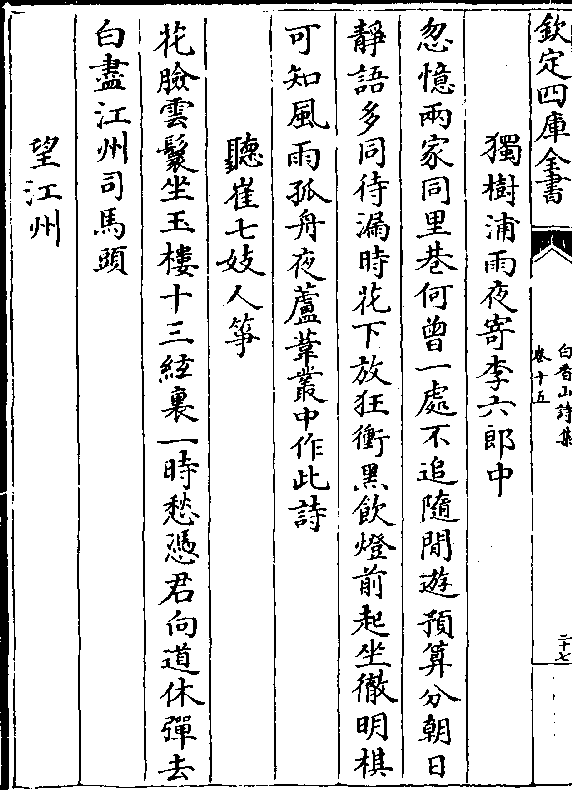 欽定四庫全書
白香山詩集
卷十五
二十七
獨樹浦雨夜寄李六郎中
忽憶兩家同里巷何曾一處不追隨閒遊預算分朝日
靜語多同待漏時花下放狂衝黑飲燈前起坐徹明棋
可知風雨孤舟夜蘆葦叢中作此詩
聽崔七妓人箏
花臉雲鬟坐玉樓十三絃裏一時愁憑君向道休彈去
白盡江州司馬頭
望江州